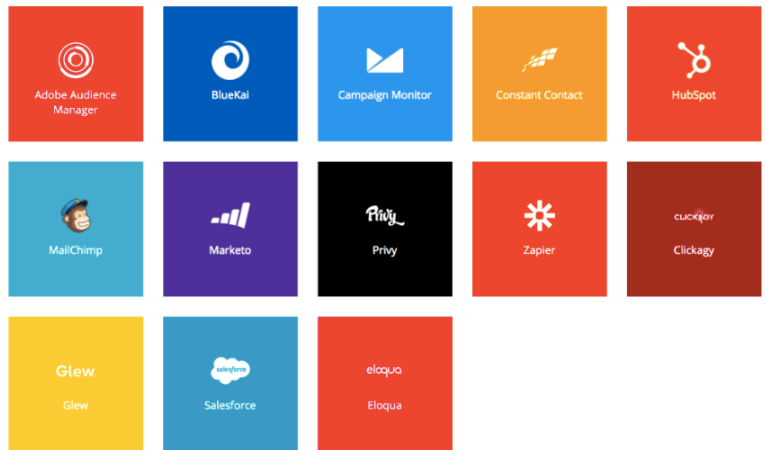 Adobe Audience
Manager
BlueKai
Campaign Monitor
Constant Contact
HubSpot
MailChimp
Marketo
Privy
Privy
Zapier
CLICKAGY
Clickagy
Glew.
Glew
salesforce
Salesforce
eloqua
Eloqua